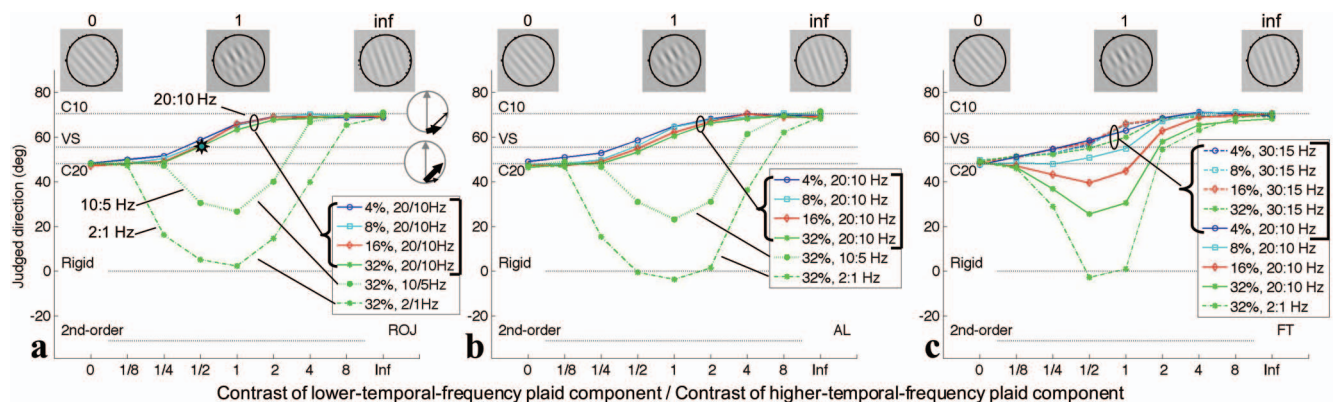 0 1 inf
0 1 inf
0 1 inf
Judged direction (deg)
80
60
40
20
0
-20
C10
VS
C20
Rigid
2nd-order
20:10 Hz
10:5 Hz
2:1 Hz
4%, 20/10Hz
8%, 20/10Hz
16%, 20/10Hz
32%, 20/10Hz
32%, 10/5Hz
32%, 2/1Hz
ROJ
a
0 1/8 1/4 1/2 1 2 4 8 Inf
80
60
40
20
0
-20
C10
VS
C20
Rigid
2nd-order
4%, 20:10 Hz
8%, 20:10 Hz
16%, 20:10 Hz
32%, 20:10 Hz
32%, 10:5 Hz
32%, 2:1 Hz
AL
b
0 1/8 1/4 1/2 1 2 4 8 Inf
80
60
40
20
0
-20
C10
VS
C20
Rigid
2nd-order
4%, 30:15 Hz
8%, 30:15 Hz
16%, 30:15 Hz
32%, 30:15 Hz
4%, 20:10 Hz
8%, 20:10 Hz
16%, 20:10 Hz
32%, 20:10 Hz
32%, 2:1 Hz
FT
c
0 1/8 1/4 1/2 1 2 4 8 Inf
Contrast of lower-temporal-frequency plaid component / Contrast of higher-temporal-frequency plaid component